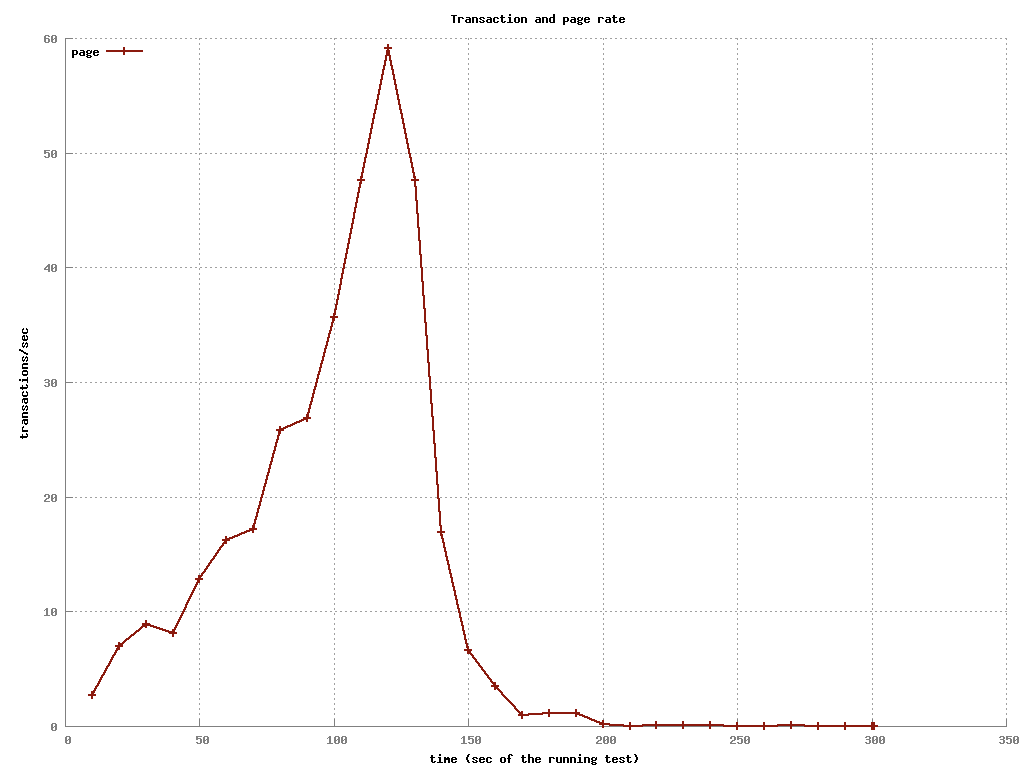 Transaction and page rate
60
page
50
40
30
20
10
0
transactions/sec
0 50 100 150 200 250 300 350
time (sec of the running test)